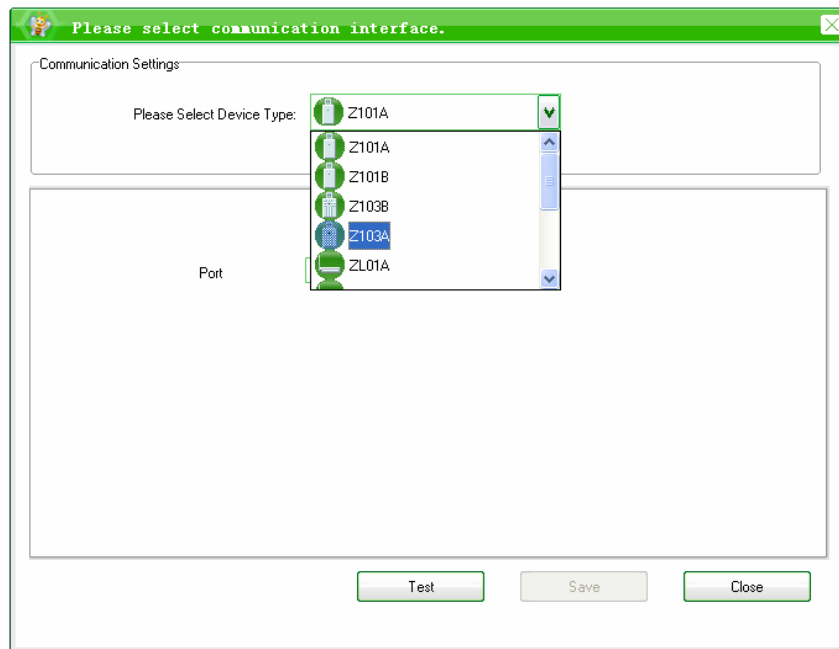 Please select communication interface.
Communication Settings
Please Select Device Type: Z101A
Z101A
Z101B
Z103B
Z103A
ZL01A
Port
Test Save Close